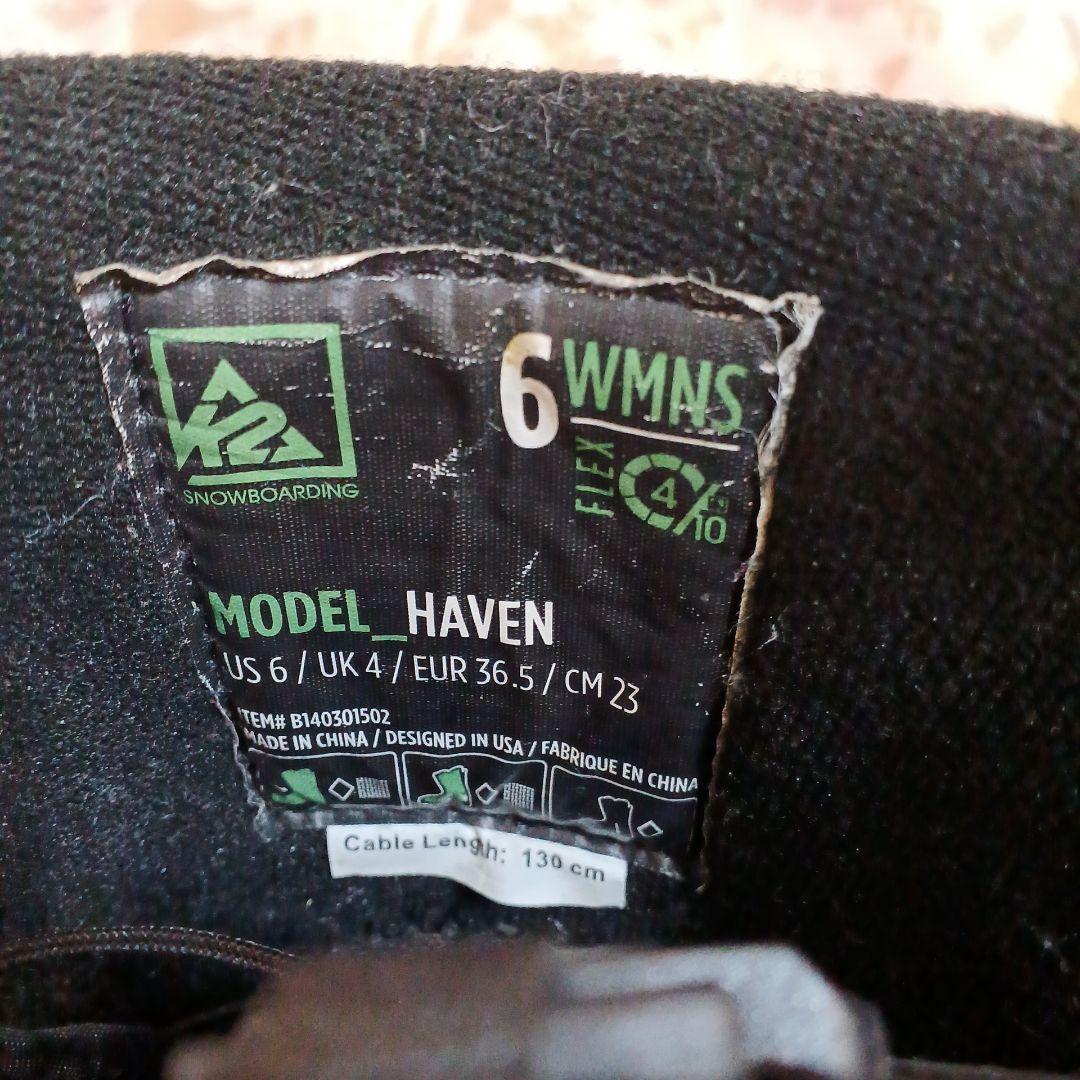 K2
SNOWBOARDING
6 WMNS
FLEX 4/10
MODEL_HAVEN
US 6 / UK 4 / EUR 36.5 / CM 23
ITEM# B140301502
MADE IN CHINA / DESIGNED IN USA / FABRIQUE EN CHINA
Cable Length: 130 cm